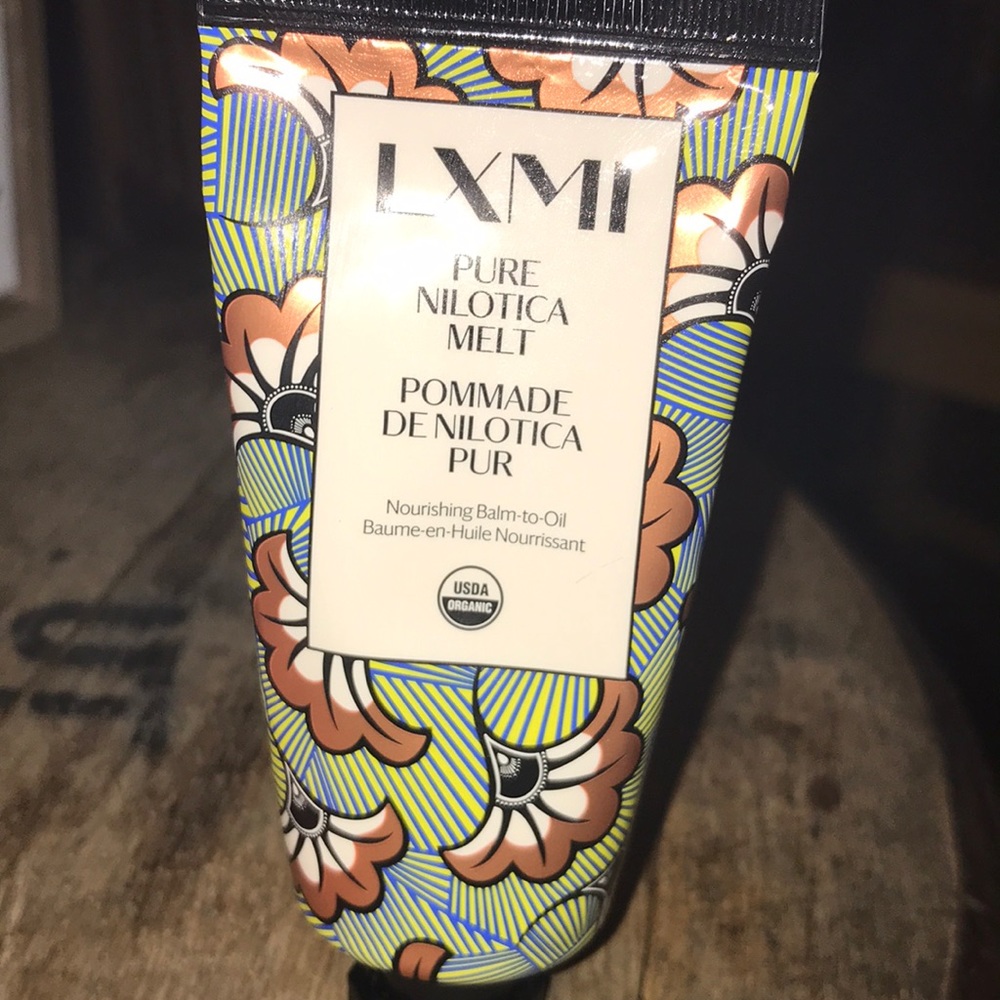 LXMI
PURE
NILOTICA
MELT
POMMADE
DE NILOTICA
PUR
Nourishing Balm-to-Oil
Baume-en-Huile Nourrissant
USDA
ORGANIC